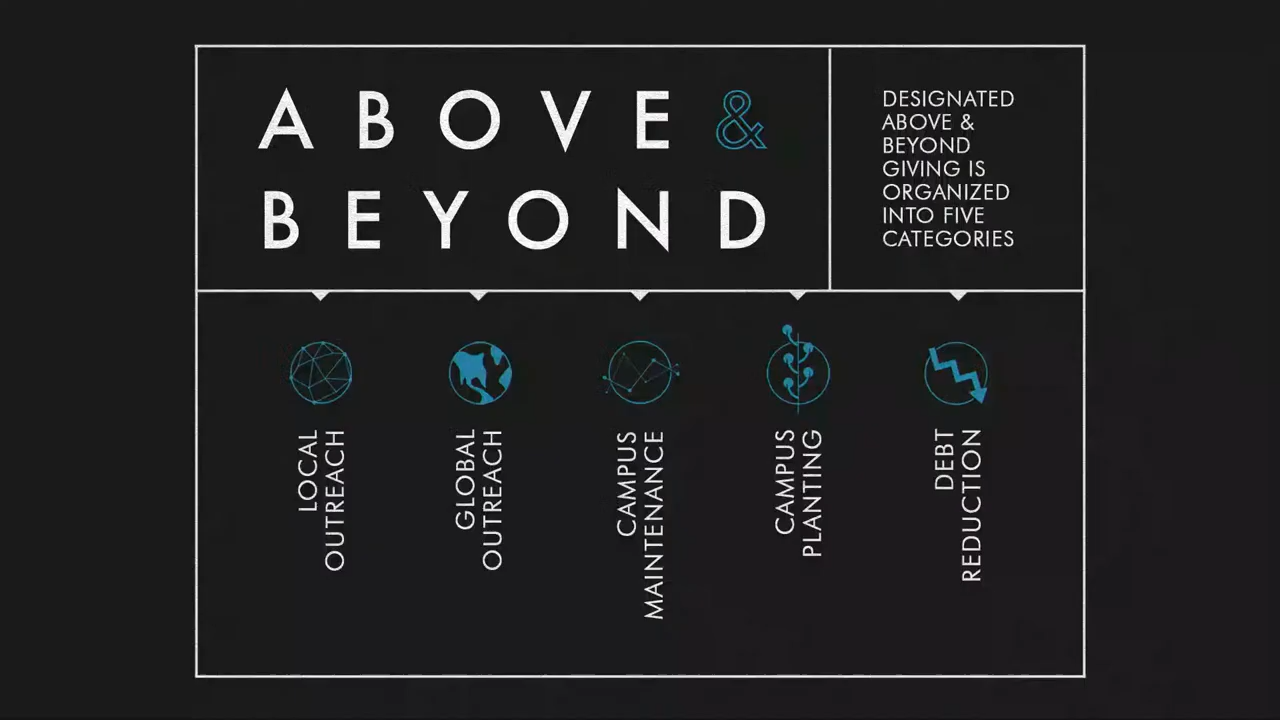 ABOVE &
BEYOND
DESIGNATED
ABOVE &
BEYOND
GIVING IS
ORGANIZED
INTO FIVE
CATEGORIES
LOCAL
OUTREACH
GLOBAL
OUTREACH
CAMPUS
MAINTENANCE
CAMPUS
PLANTING
DEBT
REDUCTION